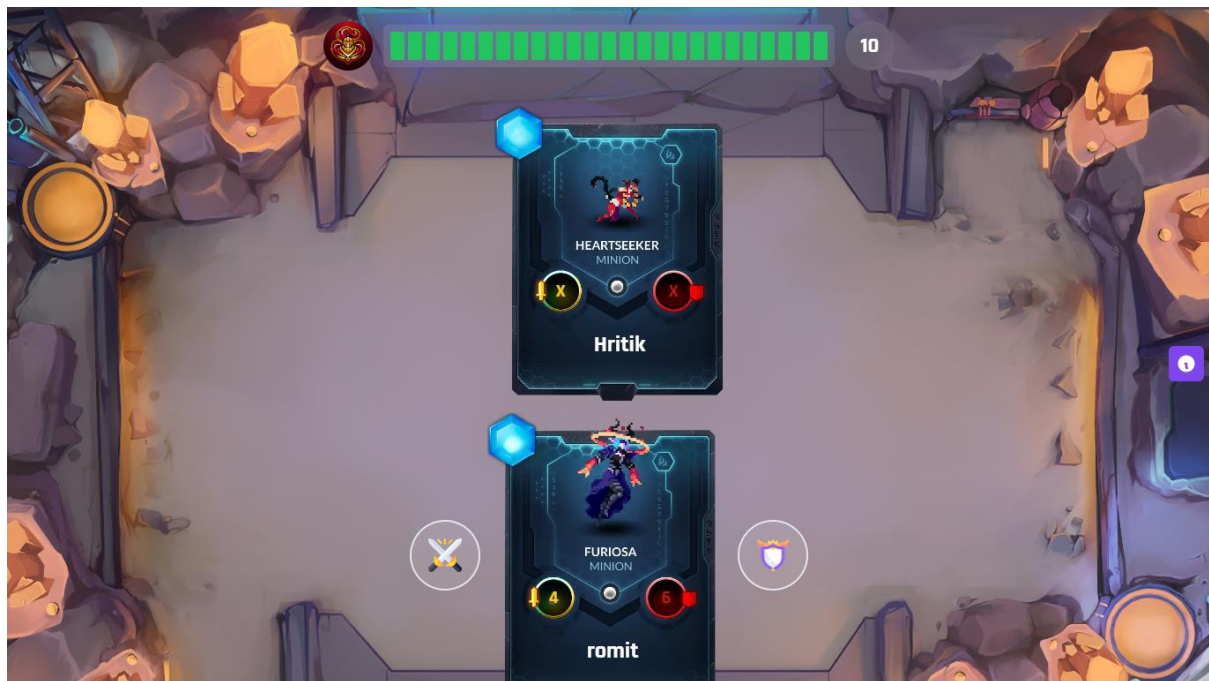 10
HEARTSEEKER
MINION
X X
Hritik
FURIOSA
MINION
4 6
romit